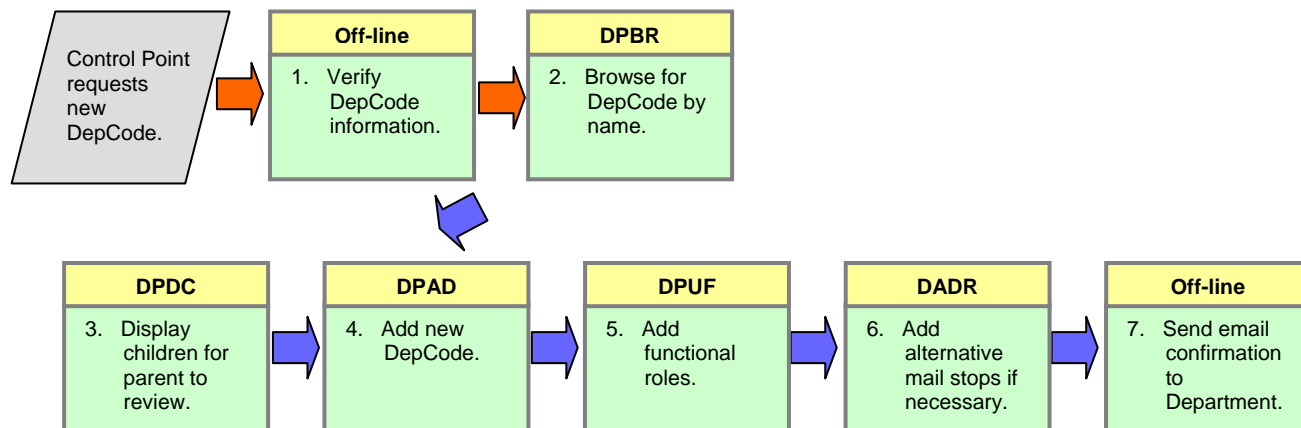 Control Point
requests
new
DepCode.
Off-line
1. Verify
DepCode
information.
DPBR
2. Browse for
DepCode by
name.
DPDC
3. Display
children for
parent to
review.
DPAD
4. Add new
DepCode.
DPUF
5. Add
functional
roles.
DADR
6. Add
alternative
mail stops if
necessary.
Off-line
7. Send email
confirmation
to
Department.